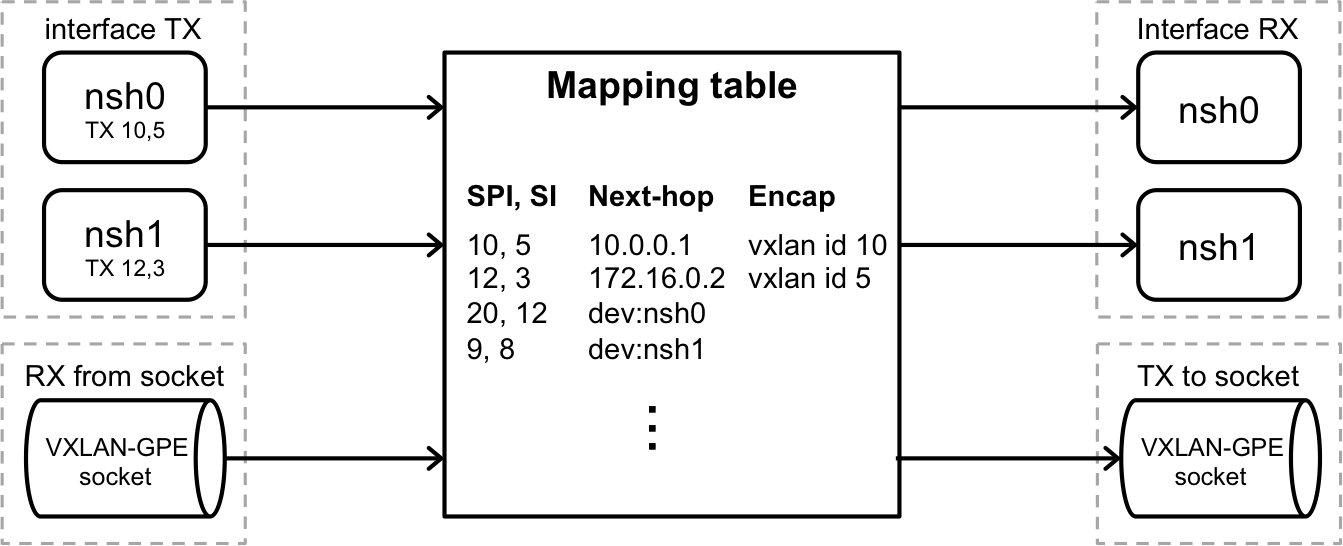 interface TX
nsh0
TX 10,5
nsh1
TX 12,3
RX from socket
VXLAN-GPE
socket
Mapping table
SPI, SI Next-hop Encap
10, 5 10.0.0.1 vxlan id 10
12, 3 172.16.0.2 vxlan id 5
20, 12 dev:nsh0
9, 8 dev:nsh1
Interface RX
nsh0
nsh1
TX to socket
VXLAN-GPE
socket